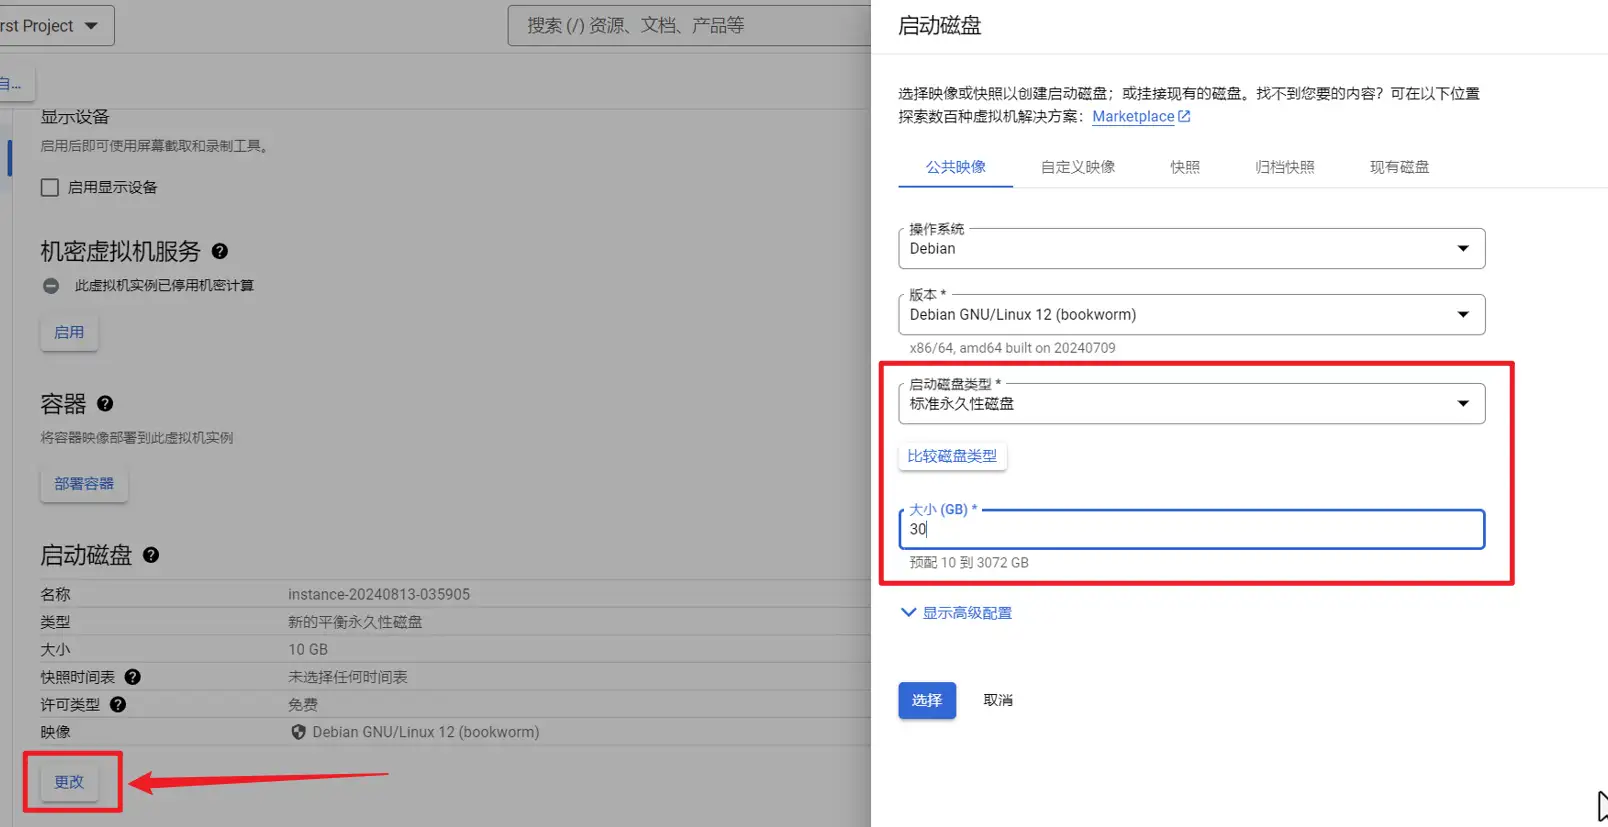 rst Project
搜索 (/) 资源、文档、产品等
自...
显示设备
启用后即可使用屏幕截取和录制工具。
启用显示设备
机密虚拟机服务
此虚拟机实例已停用机密计算
启用
容器
将容器映像部署到此虚拟机实例
部署容器
启动磁盘
名称 instance-20240813-035905
类型 新的平衡永久性磁盘
大小 10 GB
快照时间表 未选择任何时间表
许可类型 免费
映像 Debian GNU/Linux 12 (bookworm)
更改
启动磁盘
选择映像或快照以创建启动磁盘；或挂接现有的磁盘。找不到您要的内容？可在以下位置
探索数百种虚拟机解决方案：Marketplace
公共映像 自定义映像 快照 归档快照 现有磁盘
操作系统
Debian
版本 *
Debian GNU/Linux 12 (bookworm)
x86/64, amd64 built on 20240709
启动磁盘类型 *
标准永久性磁盘
比较磁盘类型
大小 (GB) *
30
预配 10 到 3072 GB
显示高级配置
选择 取消